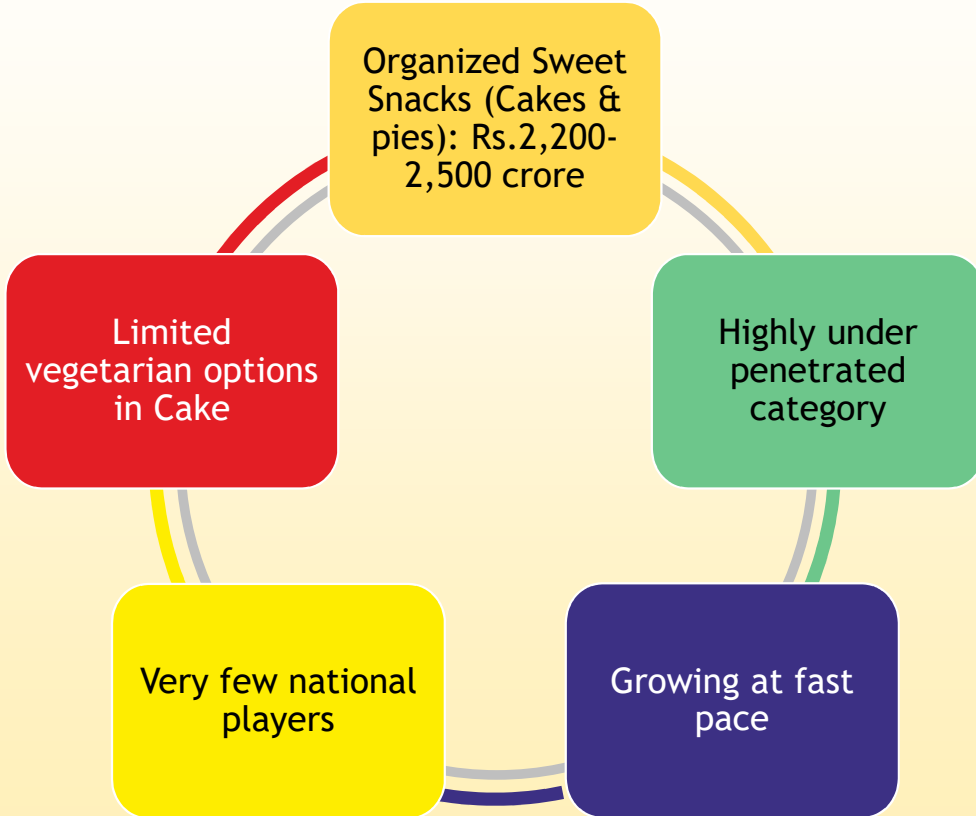 Organized Sweet
Snacks (Cakes &
pies): Rs.2,200-
2,500 crore
Highly under
penetrated
category
Growing at fast
pace
Very few national
players
Limited
vegetarian options
in Cake